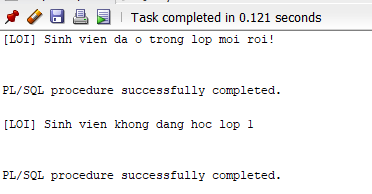 Task completed in 0.121 seconds
[LOI] Sinh vien da o trong lop moi roi!
PL/SQL procedure successfully completed.
[LOI] Sinh vien khong dang hoc lop 1
PL/SQL procedure successfully completed.